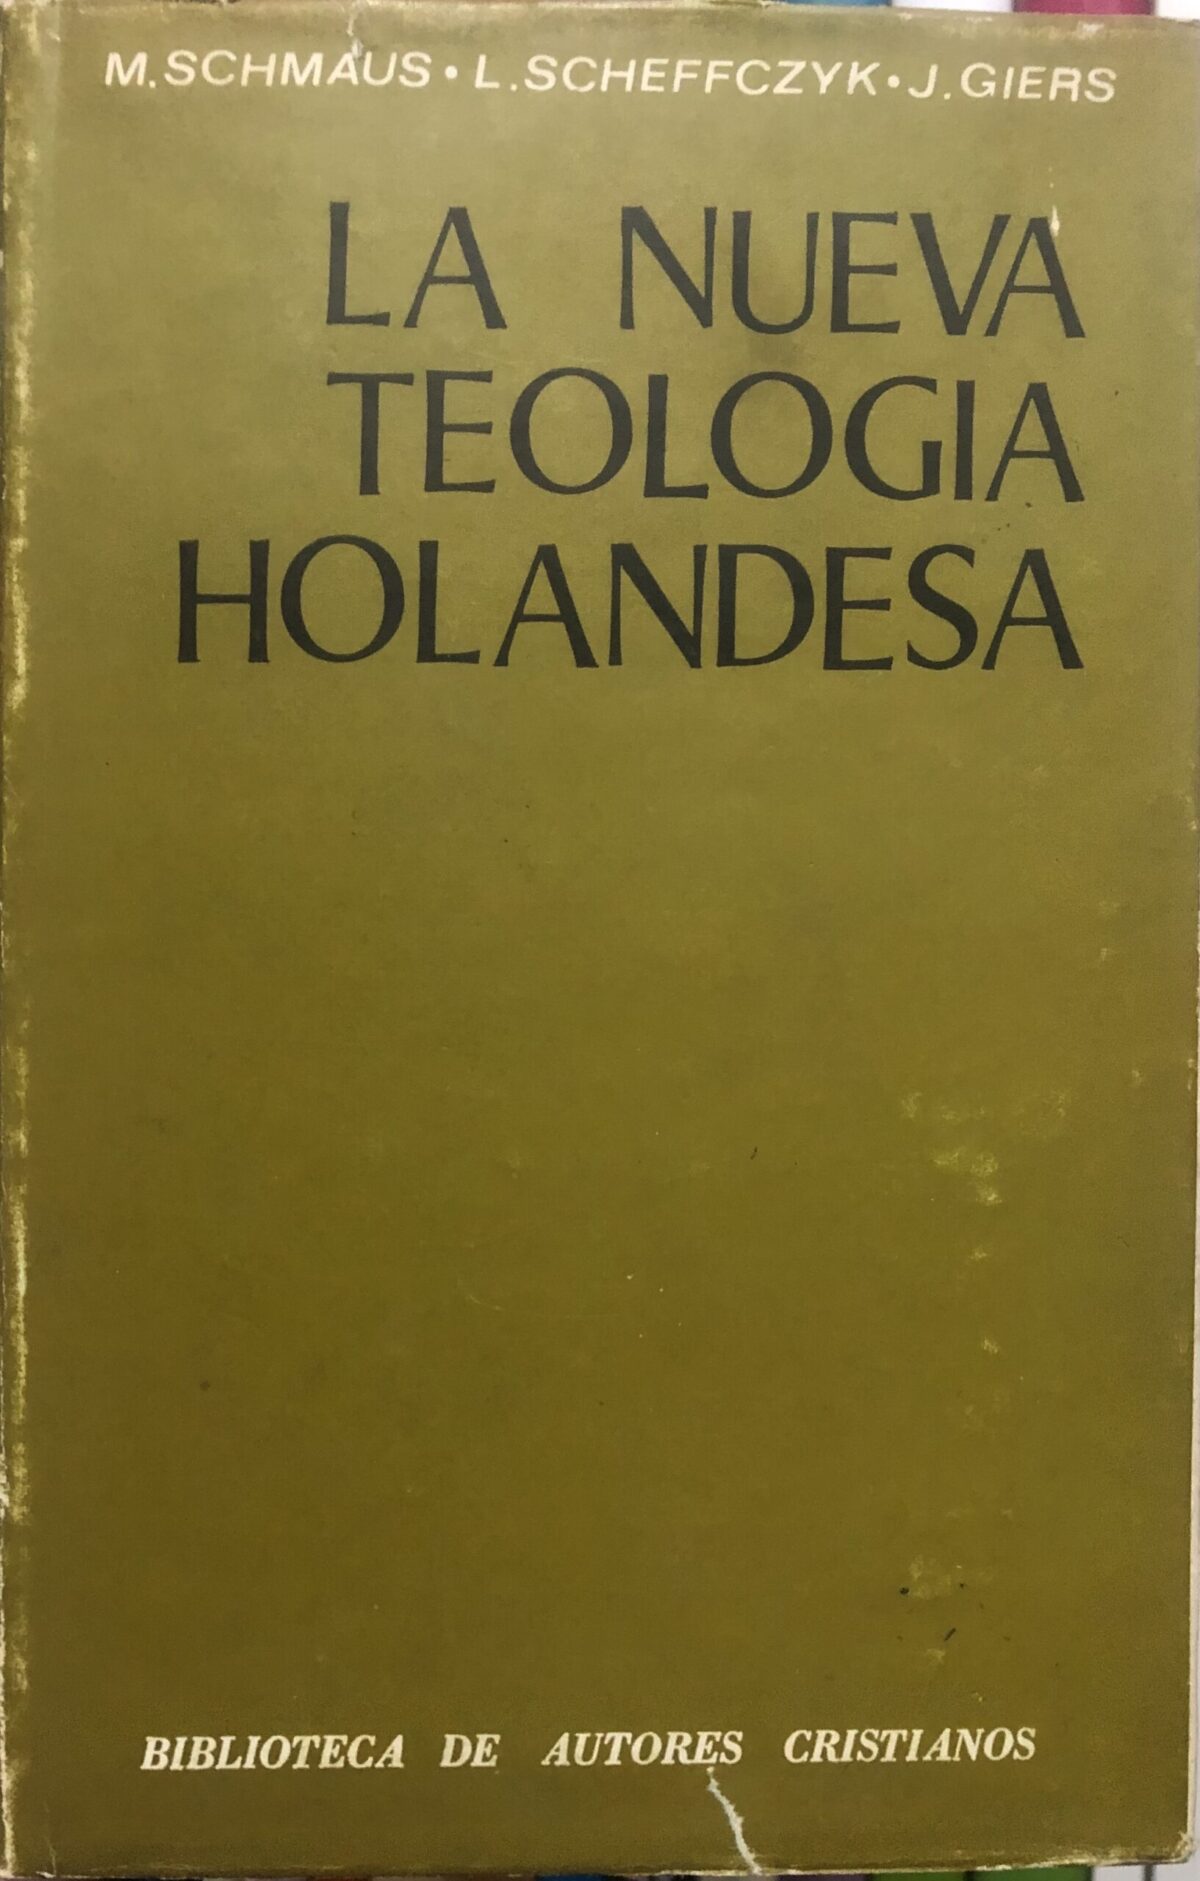 M. SCHMAUS • L. SCHEFFCZYK • J. GIERS
LA NUEVA
TEOLOGIA
HOLANDESA
BIBLIOTECA DE AUTORES CRISTIANOS